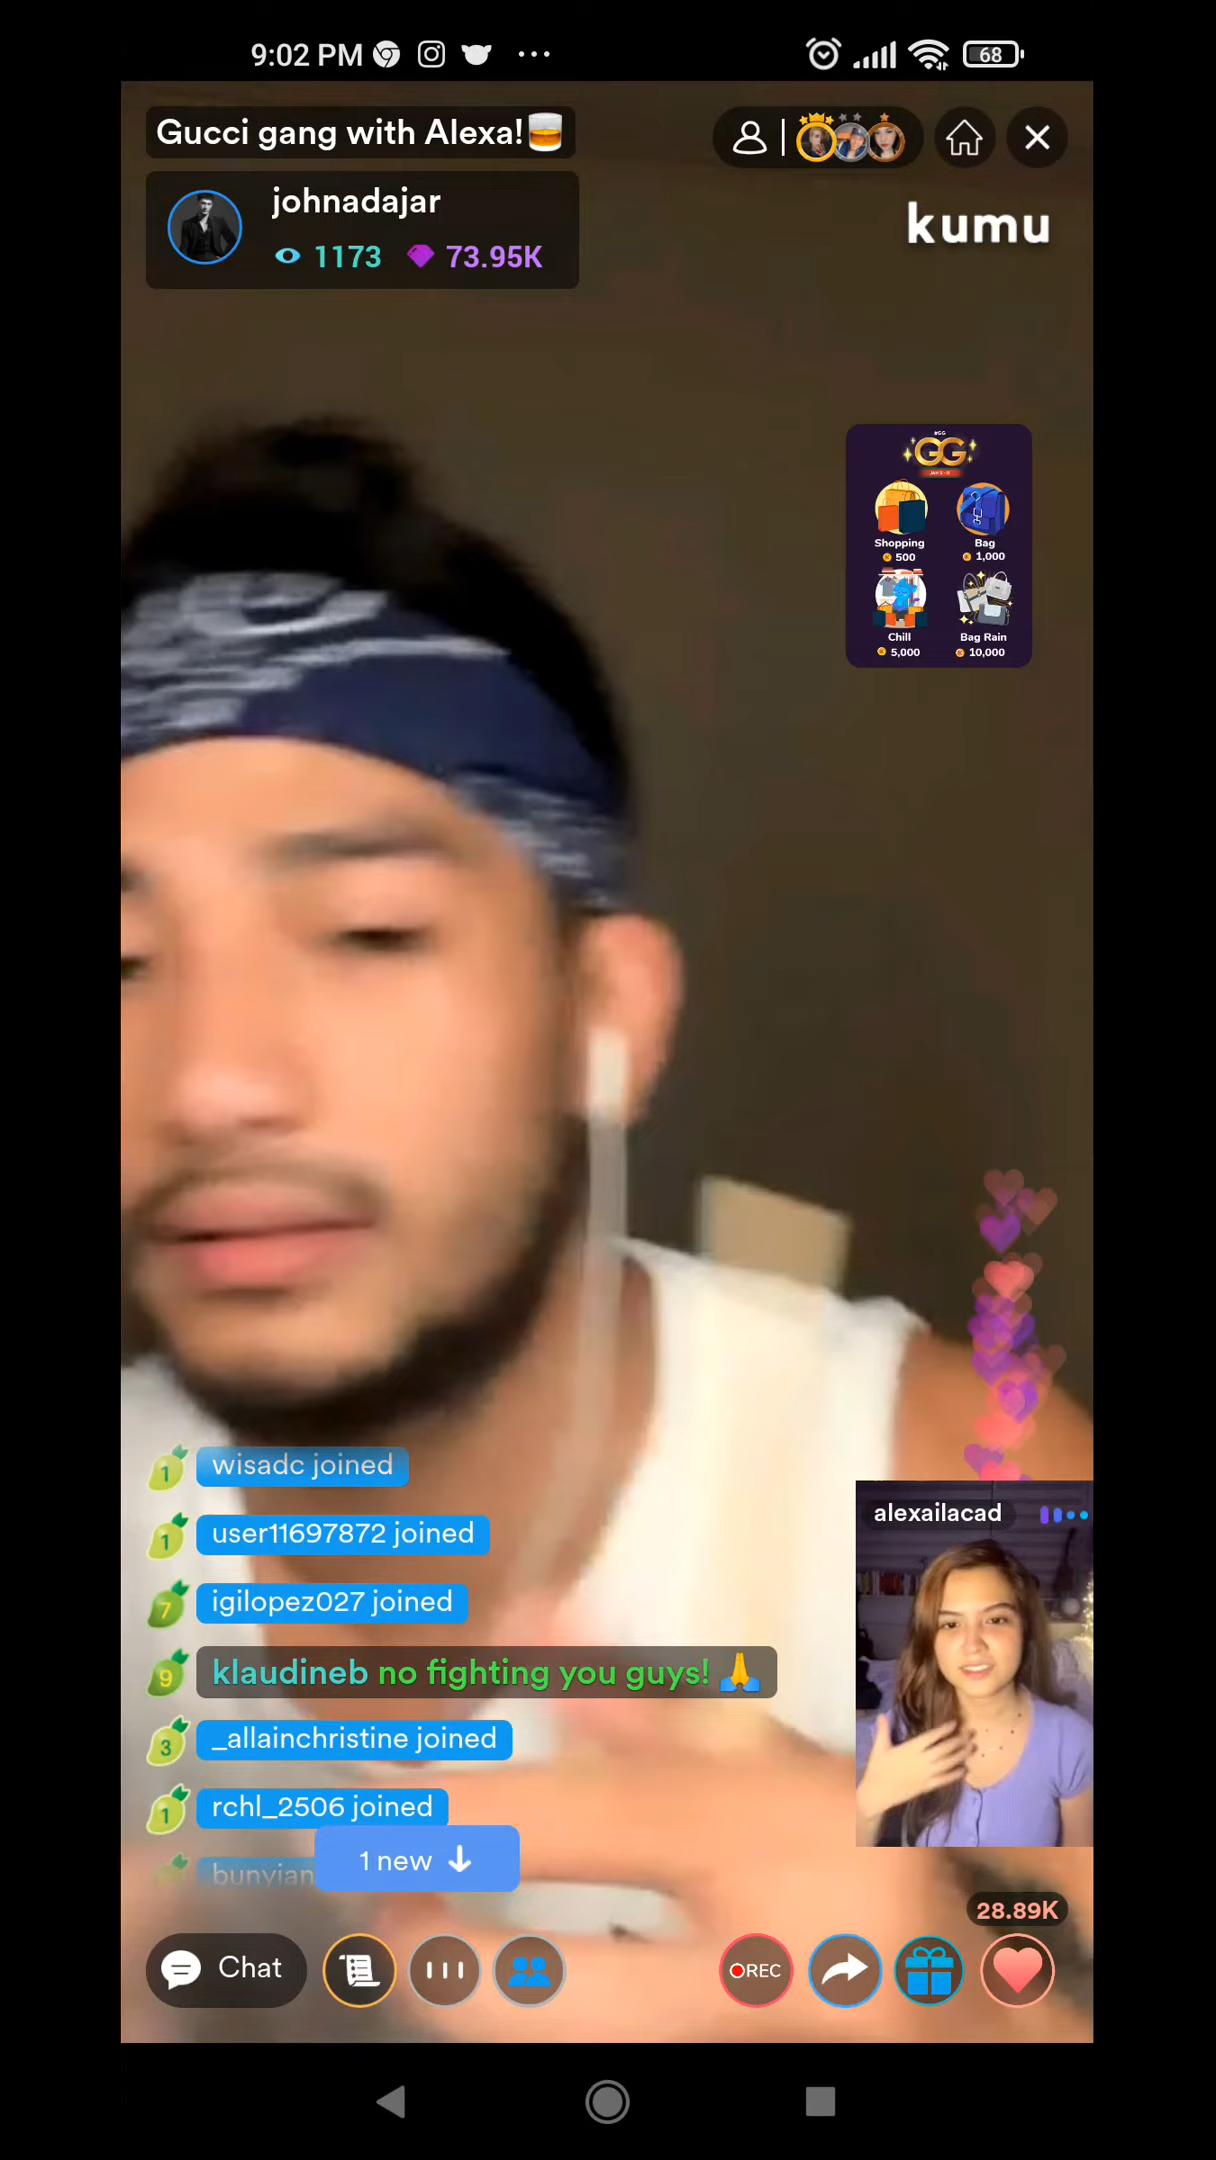 9:02 PM
68
Gucci gang with Alexa!
johnadajar
1173 73.95K
kumu
#GG
GG
Shopping Bag
500 1,000
Chill Bag Rain
5,000 10,000
wisadc joined
1
alexailacad
user11697872 joined
1
igilopez027 joined
7
klaudineb no fighting you guys!
9
_allainchristine joined
3
rchl_2506 joined
1
bunyian
1 new
28.89K
Chat
REC